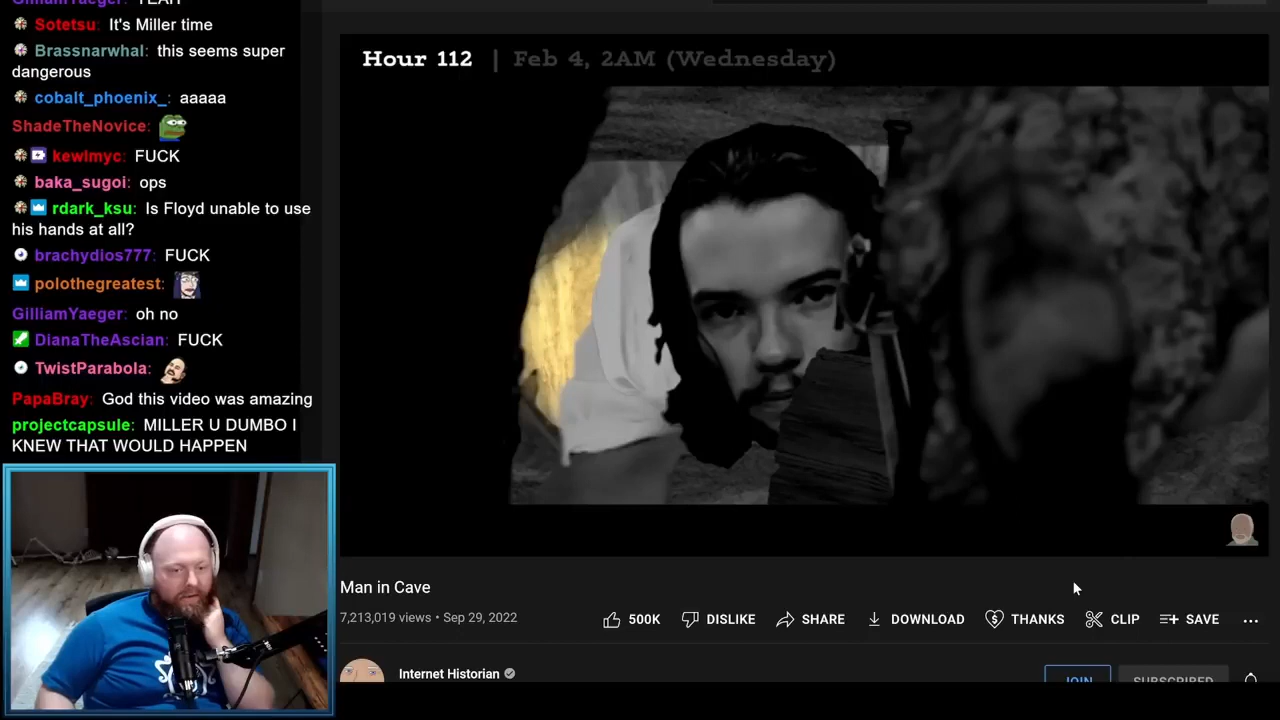 GilliamYaeger: YEAH
Sotetsu: It's Miller time
Brassnarwhal: this seems super
dangerous
cobalt_phoenix_: aaaaa
ShadeTheNovice:
kewlmyc: FUCK
baka_sugoi: ops
rdark_ksu: Is Floyd unable to use
his hands at all?
brachydios777: FUCK
polothegreatest:
GilliamYaeger: oh no
DianaTheAscian: FUCK
TwistParabola:
PapaBray: God this video was amazing
projectcapsule: MILLER U DUMBO I
KNEW THAT WOULD HAPPEN
Hour 112 | Feb 4, 2AM (Wednesday)
Man in Cave
7,213,019 views • Sep 29, 2022
500K DISLIKE SHARE DOWNLOAD THANKS CLIP SAVE ...
Internet Historian
JOIN SUBSCRIBED